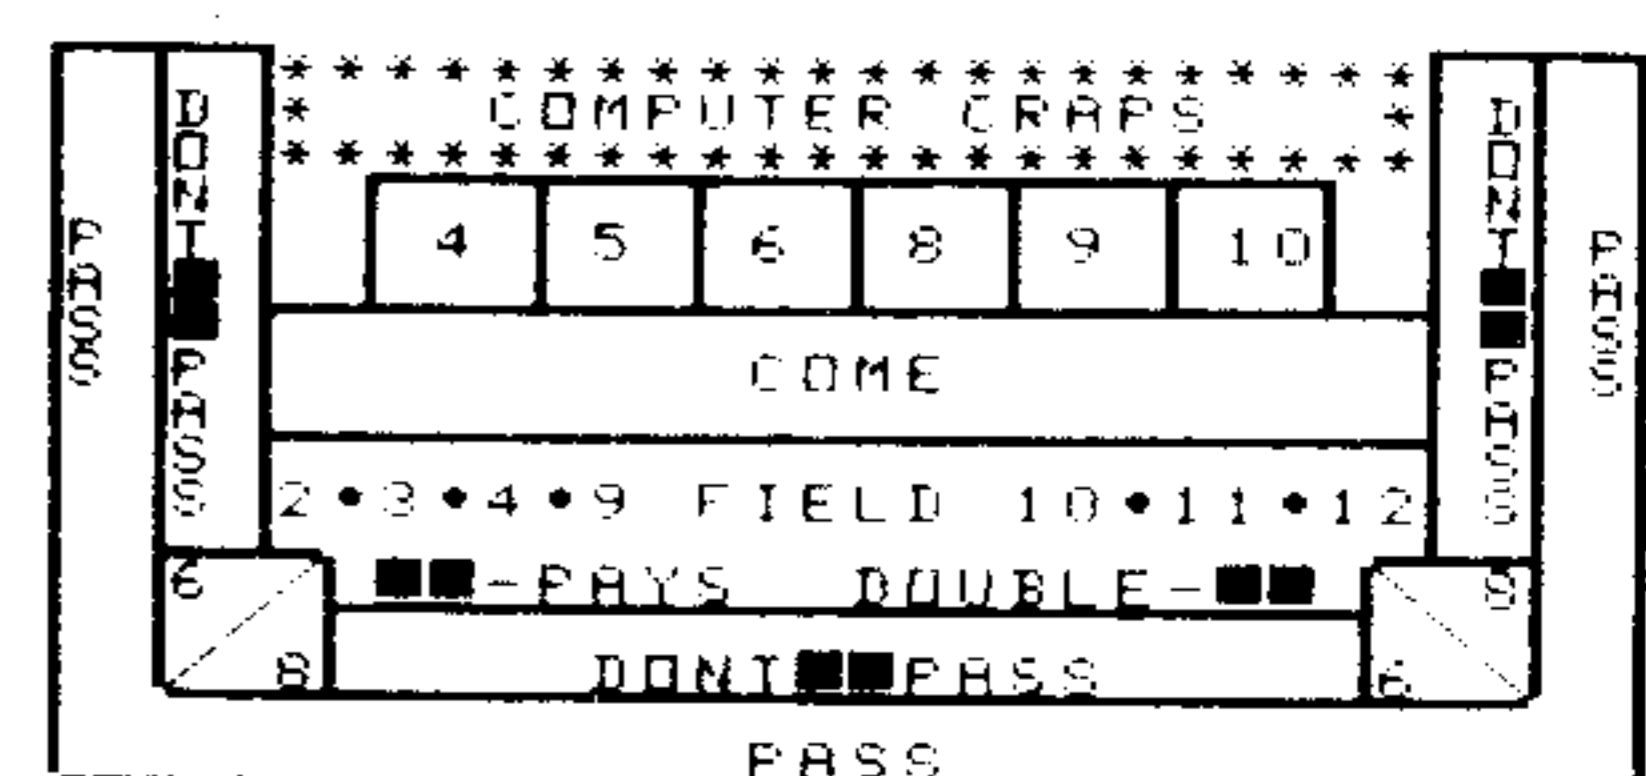 * * * * * * * * * * * * * * * * * * * * * *
* COMPUTER CRAPS *
* * * * * * * * * * * * * * * * * * * * * *
4 5 6 8 9 10
COME
2•3•4•9 FIELD 10•11•12
■■-PAYS DOUBLE-■■
DONT■■PASS
PASS
PASS
DONT■■PASS
6
8
DONT■■PASS
PASS
6